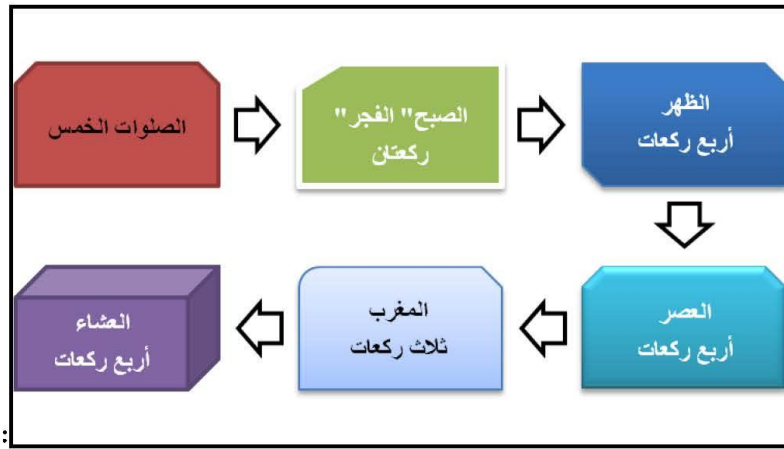 الصلوات الخمس
الصبح" الفجر"
ركعتان
الظهر
أربع ركعات
العصر
أربع ركعات
المغرب
ثلاث ركعات
العشاء
أربع ركعات
: